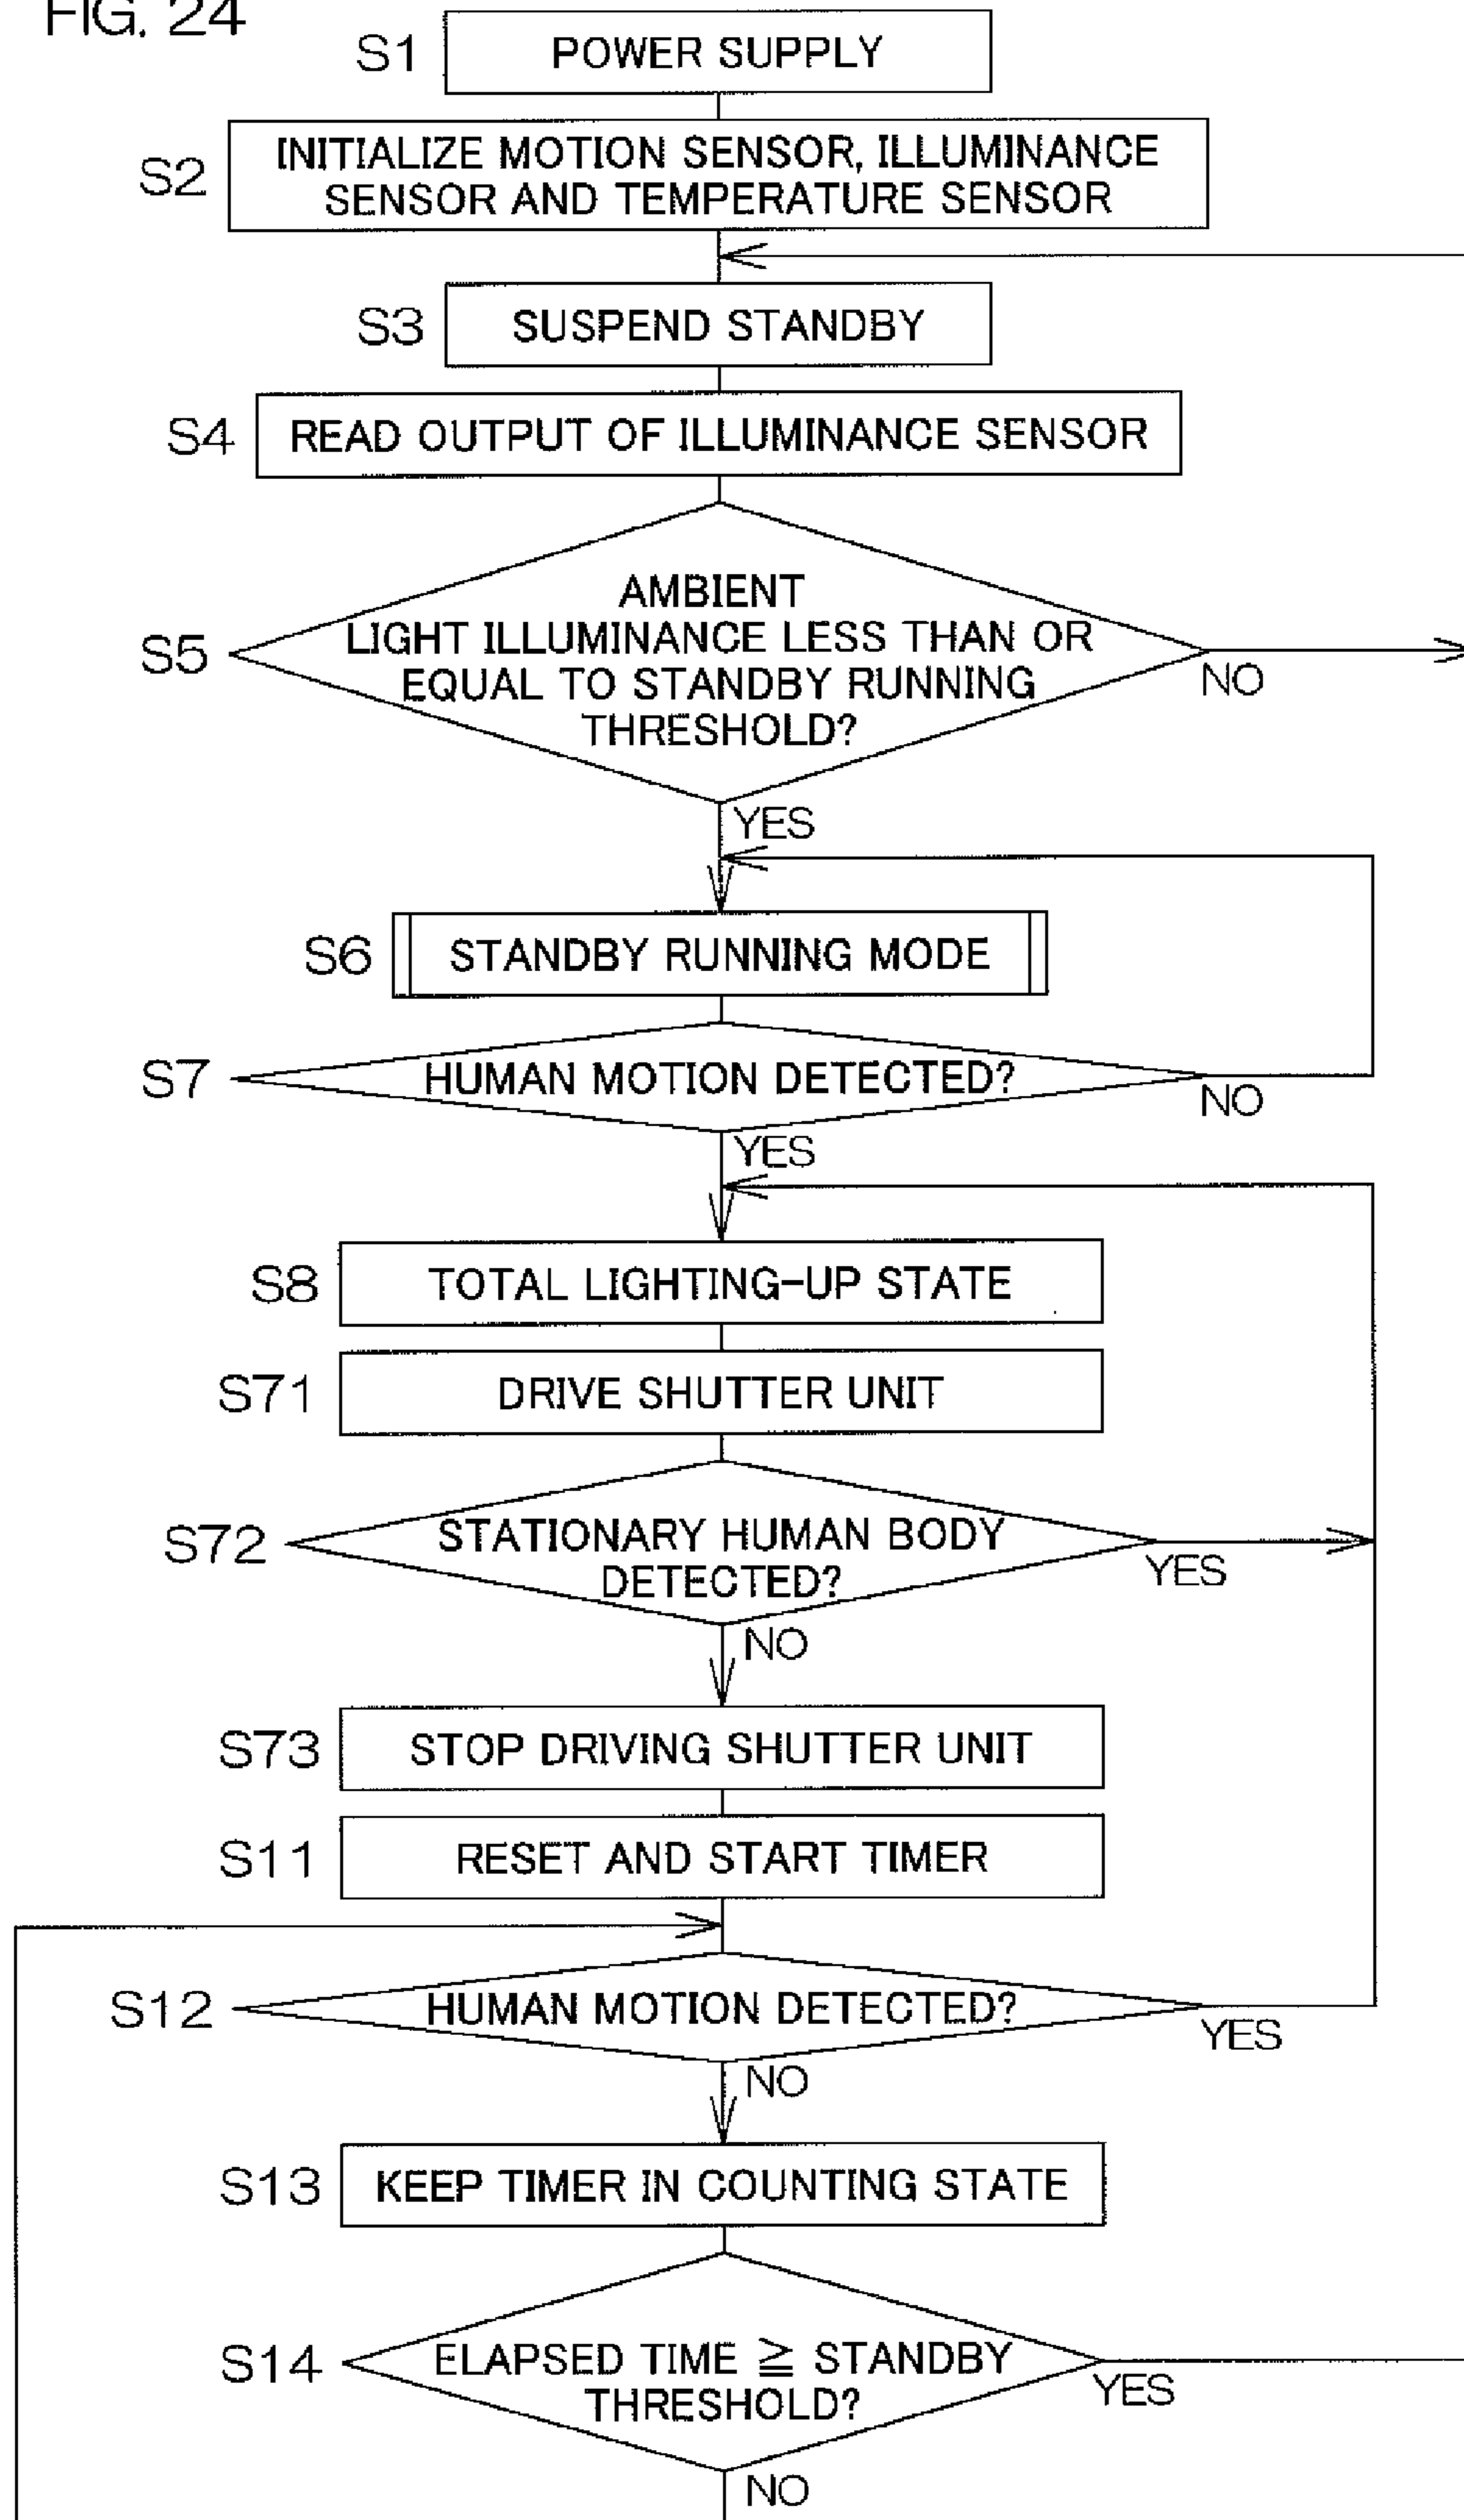 FIG. 24
S1 POWER SUPPLY
S2 INITIALIZE MOTION SENSOR, ILLUMINANCE
SENSOR AND TEMPERATURE SENSOR
S3 SUSPEND STANDBY
S4 READ OUTPUT OF ILLUMINANCE SENSOR
AMBIENT
S5 LIGHT ILLUMINANCE LESS THAN OR
EQUAL TO STANDBY RUNNING
NO
THRESHOLD?
YES
S6 STANDBY RUNNING MODE
S7 HUMAN MOTION DETECTED?
NO
YES
S8 TOTAL LIGHTING-UP STATE
S71 DRIVE SHUTTER UNIT
S72 STATIONARY HUMAN BODY
DETECTED?
YES
NO
S73 STOP DRIVING SHUTTER UNIT
S11 RESET AND START TIMER
S12 HUMAN MOTION DETECTED?
YES
NO
S13 KEEP TIMER IN COUNTING STATE
S14 ELAPSED TIME ≧ STANDBY
THRESHOLD?
YES
NO